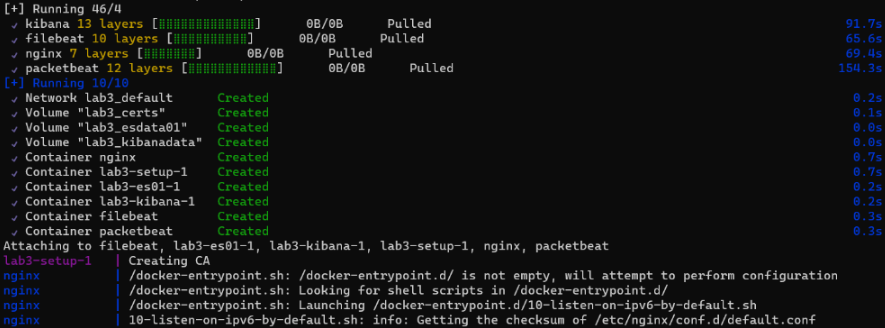 [+] Running 46/4
✓ kibana 13 layers [⣿⣿⣿⣿⣿⣿⣿⣿⣿⣿⣿⣿⣿] 0B/0B Pulled 91.7s
✓ filebeat 10 layers [⣿⣿⣿⣿⣿⣿⣿⣿⣿⣿] 0B/0B Pulled 65.6s
✓ nginx 7 layers [⣿⣿⣿⣿⣿⣿⣿] 0B/0B Pulled 69.4s
✓ packetbeat 12 layers [⣿⣿⣿⣿⣿⣿⣿⣿⣿⣿⣿⣿] 0B/0B Pulled 154.3s
[+] Running 10/10
✓ Network lab3_default Created 0.2s
✓ Volume "lab3_certs" Created 0.1s
✓ Volume "lab3_esdata01" Created 0.0s
✓ Volume "lab3_kibanadata" Created 0.0s
✓ Container nginx Created 0.7s
✓ Container lab3-setup-1 Created 0.7s
✓ Container lab3-es01-1 Created 0.2s
✓ Container lab3-kibana-1 Created 0.2s
✓ Container filebeat Created 0.3s
✓ Container packetbeat Created 0.3s
Attaching to filebeat, lab3-es01-1, lab3-kibana-1, lab3-setup-1, nginx, packetbeat
lab3-setup-1 | Creating CA
nginx | /docker-entrypoint.sh: /docker-entrypoint.d/ is not empty, will attempt to perform configuration
nginx | /docker-entrypoint.sh: Looking for shell scripts in /docker-entrypoint.d/
nginx | /docker-entrypoint.sh: Launching /docker-entrypoint.d/10-listen-on-ipv6-by-default.sh
nginx | 10-listen-on-ipv6-by-default.sh: info: Getting the checksum of /etc/nginx/conf.d/default.conf